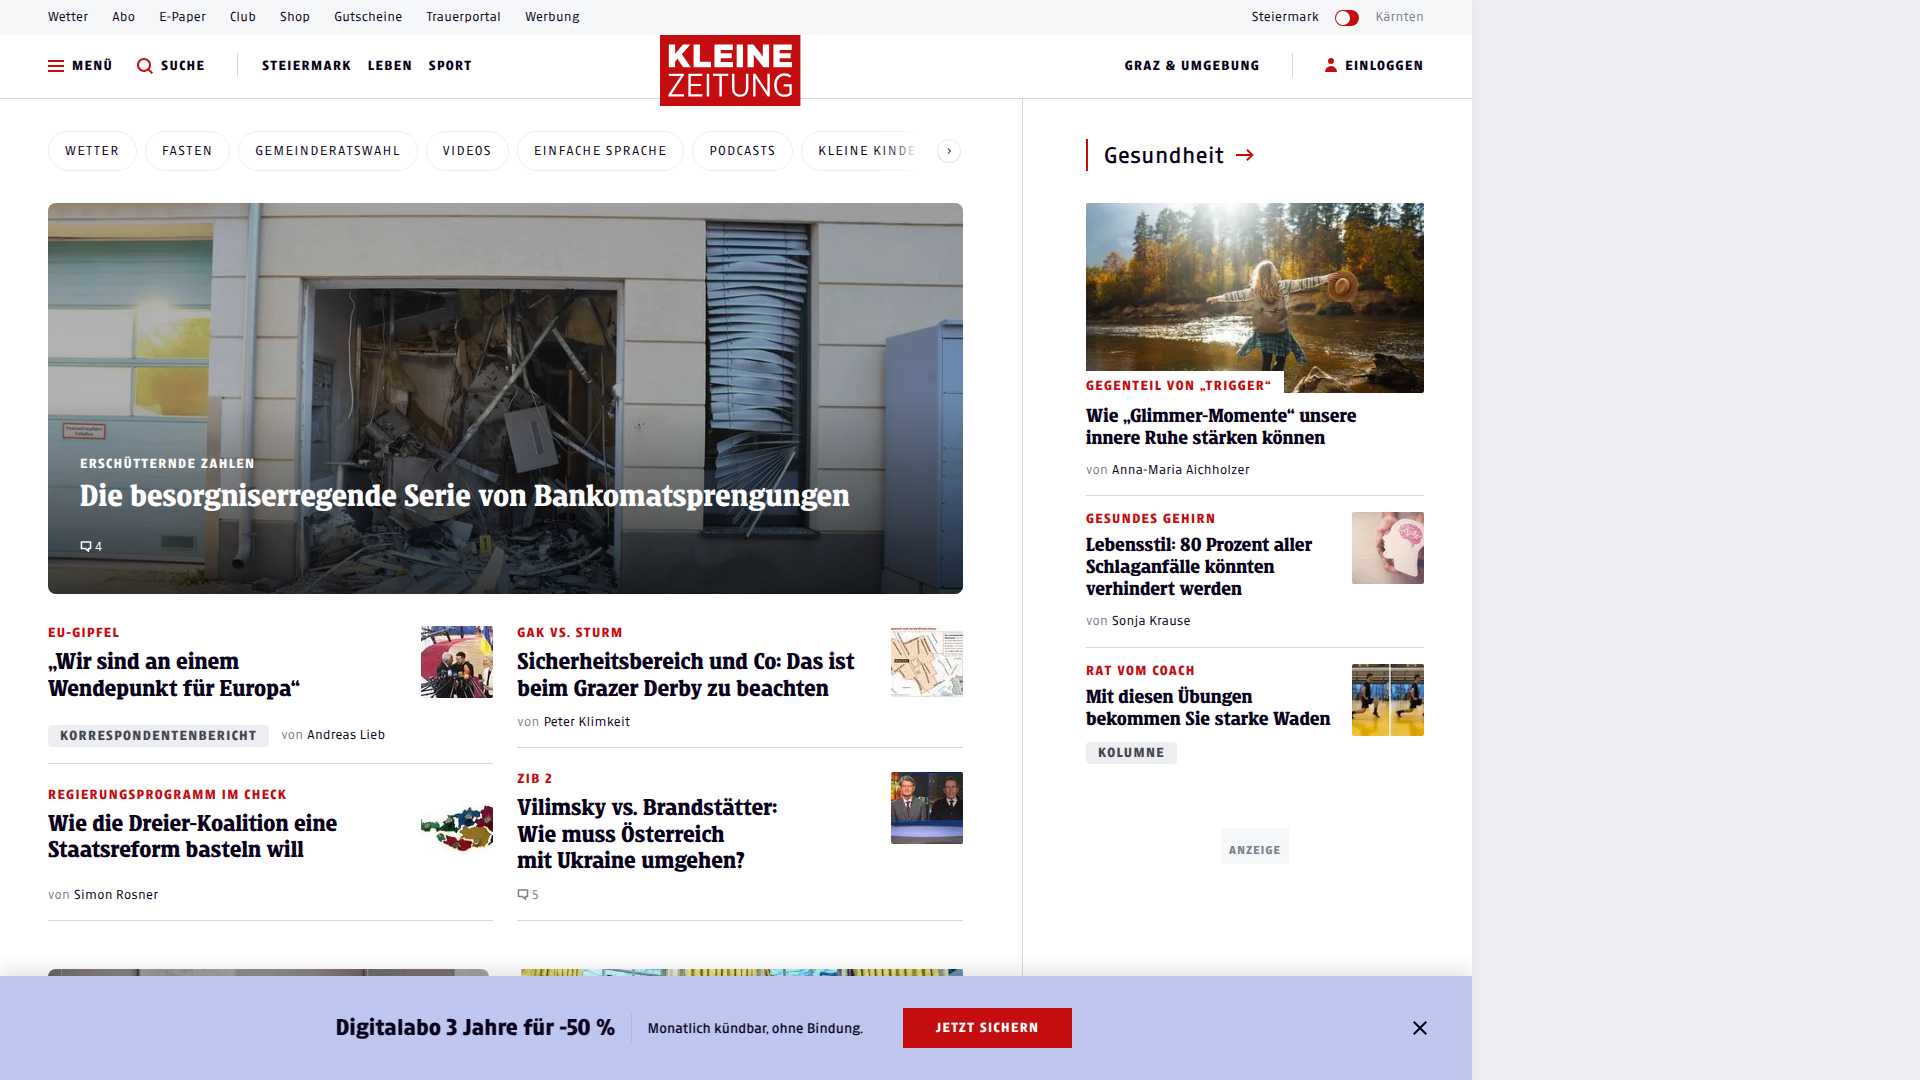 Wetter Abo E-Paper Club Shop Gutscheine Trauerportal Werbung Steiermark Kärnten
MENÜ SUCHE STEIERMARK LEBEN SPORT KLEINE ZEITUNG GRAZ & UMGEBUNG EINLOGGEN
WETTER FASTEN GEMEINDERATSWAHL VIDEOS EINFACHE SPRACHE PODCASTS KLEINE KINDE
ERSCHÜTTERNDE ZAHLEN
Die besorgniserregende Serie von Bankomatsprengungen
4
EU-GIPFEL
„Wir sind an einem
Wendepunkt für Europa“
KORRESPONDENTENBERICHT von Andreas Lieb
REGIERUNGSPROGRAMM IM CHECK
Wie die Dreier-Koalition eine
Staatsreform basteln will
von Simon Rosner
GAK VS. STURM
Sicherheitsbereich und Co: Das ist
beim Grazer Derby zu beachten
von Peter Klimkeit
ZIB 2
Vilimsky vs. Brandstätter:
Wie muss Österreich
mit Ukraine umgehen?
5
Gesundheit
GEGENTEIL VON „TRIGGER“
Wie „Glimmer-Momente“ unsere
innere Ruhe stärken können
von Anna-Maria Aichholzer
GESUNDES GEHIRN
Lebensstil: 80 Prozent aller
Schlaganfälle könnten
verhindert werden
von Sonja Krause
RAT VOM COACH
Mit diesen Übungen
bekommen Sie starke Waden
KOLUMNE
ANZEIGE
Digitalabo 3 Jahre für -50 % Monatlich kündbar, ohne Bindung. JETZT SICHERN